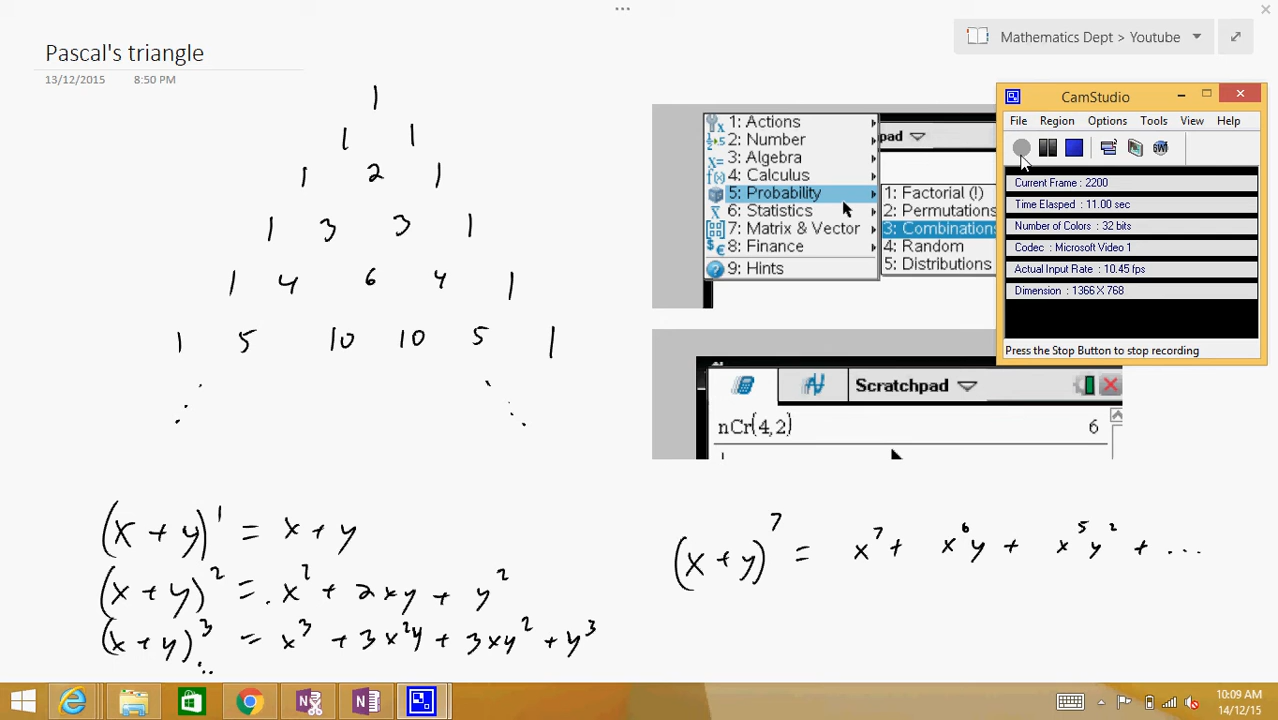 ...
Pascal's triangle
13/12/2015 8:50 PM
Mathematics Dept > Youtube
1
1 1
1 2 1
1 3 3 1
1 4 6 4 1
1 5 10 10 5 1
1: Actions
2: Number
3: Algebra
4: Calculus
5: Probability
6: Statistics
7: Matrix & Vector
8: Finance
9: Hints
pad
1: Factorial (!)
2: Permutations
3: Combinations
4: Random
5: Distributions
CamStudio
File Region Options Tools View Help
Current Frame : 2200
Time Elasped : 11.00 sec
Number of Colors : 32 bits
Codec : Microsoft Video 1
Actual Input Rate : 10.45 fps
Dimension : 1366 X 768
Press the Stop Button to stop recording
Scratchpad
nCr(4,2) 6
(x + y)¹ = x + y
(x + y)² = x² + 2xy + y²
(x + y)³ = x³ + 3x²y + 3xy² + y³
(x + y)⁷ = x⁷ + x⁶y + x⁵y² + ...
10:09 AM
14/12/15